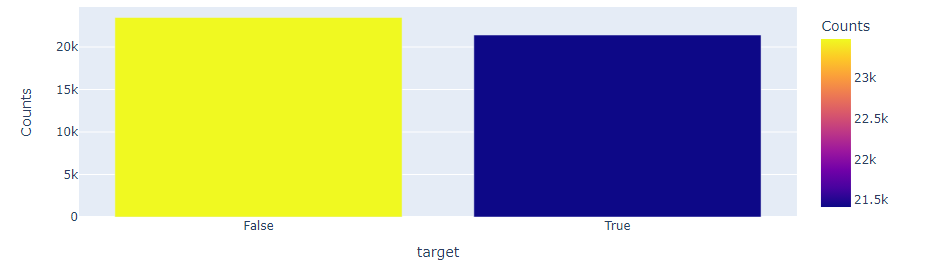 Counts
20k
15k
10k
5k
0
Counts
False
True
target
23k
22.5k
22k
21.5k